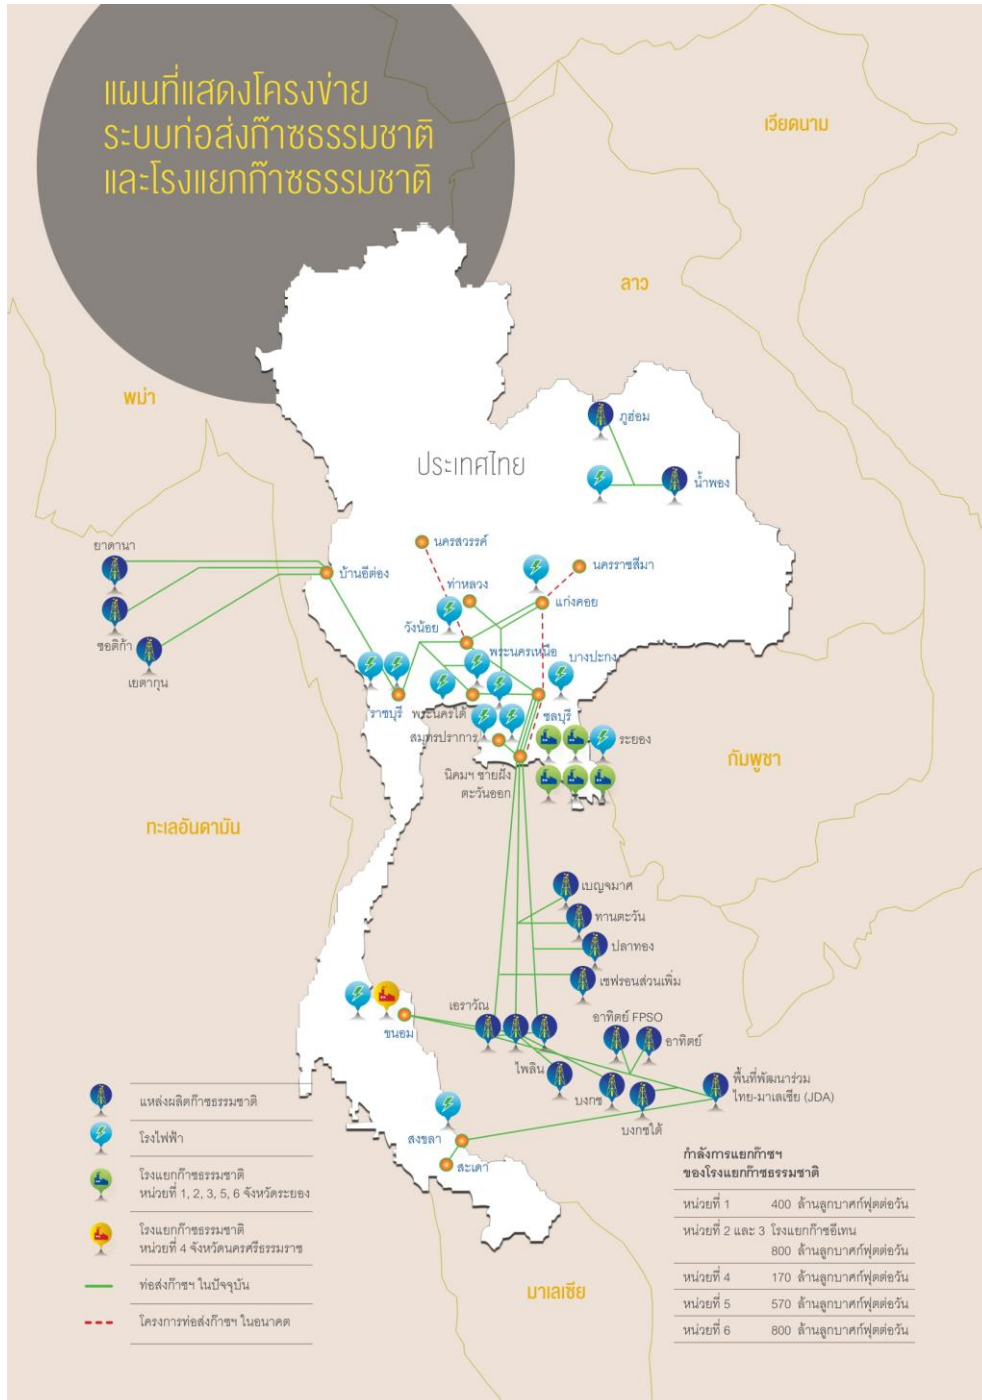 แผนที่แสดงโครงข่าย
ระบบท่อส่งก๊าซธรรมชาติ
และโรงแยกก๊าซธรรมชาติ
เวียดนาม
ลาว
พม่า
ภูฮ่อม
ประเทศไทย
น้ำพอง
ยาดานา
นครสวรรค์
บ้านอีต่อง
ท่าหลวง
นครราชสีมา
แก่งคอย
ซอติก้า
วังน้อย
เยตากุน
พระนครเหนือ
บางปะกง
ราชบุรี
พระนครใต้
ชลบุรี
สมุทรปราการ
ระยอง
นิคมฯ ชายฝั่ง
ตะวันออก
กัมพูชา
ทะเลอันดามัน
เบญจมาศ
ทานตะวัน
ปลาทอง
เชฟรอนส่วนเพิ่ม
เอราวัณ
ขนอม
อาทิตย์ FPSO
อาทิตย์
ไพลิน
บงกช
บงกชใต้
พื้นที่พัฒนาร่วม
ไทย-มาเลเซีย (JDA)
สงขลา
สะเดา
มาเลเซีย
แหล่งผลิตก๊าซธรรมชาติ
โรงไฟฟ้า
โรงแยกก๊าซธรรมชาติ
หน่วยที่ 1, 2, 3, 5, 6 จังหวัดระยอง
โรงแยกก๊าซธรรมชาติ
หน่วยที่ 4 จังหวัดนครศรีธรรมราช
ท่อส่งก๊าซฯ ในปัจจุบัน
โครงการท่อส่งก๊าซฯ ในอนาคต
กำลังการแยกก๊าซฯ
ของโรงแยกก๊าซธรรมชาติ
หน่วยที่ 1 400 ล้านลูกบาศก์ฟุตต่อวัน
หน่วยที่ 2 และ 3 โรงแยกก๊าซอีเทน
800 ล้านลูกบาศก์ฟุตต่อวัน
หน่วยที่ 4 170 ล้านลูกบาศก์ฟุตต่อวัน
หน่วยที่ 5 570 ล้านลูกบาศก์ฟุตต่อวัน
หน่วยที่ 6 800 ล้านลูกบาศก์ฟุตต่อวัน